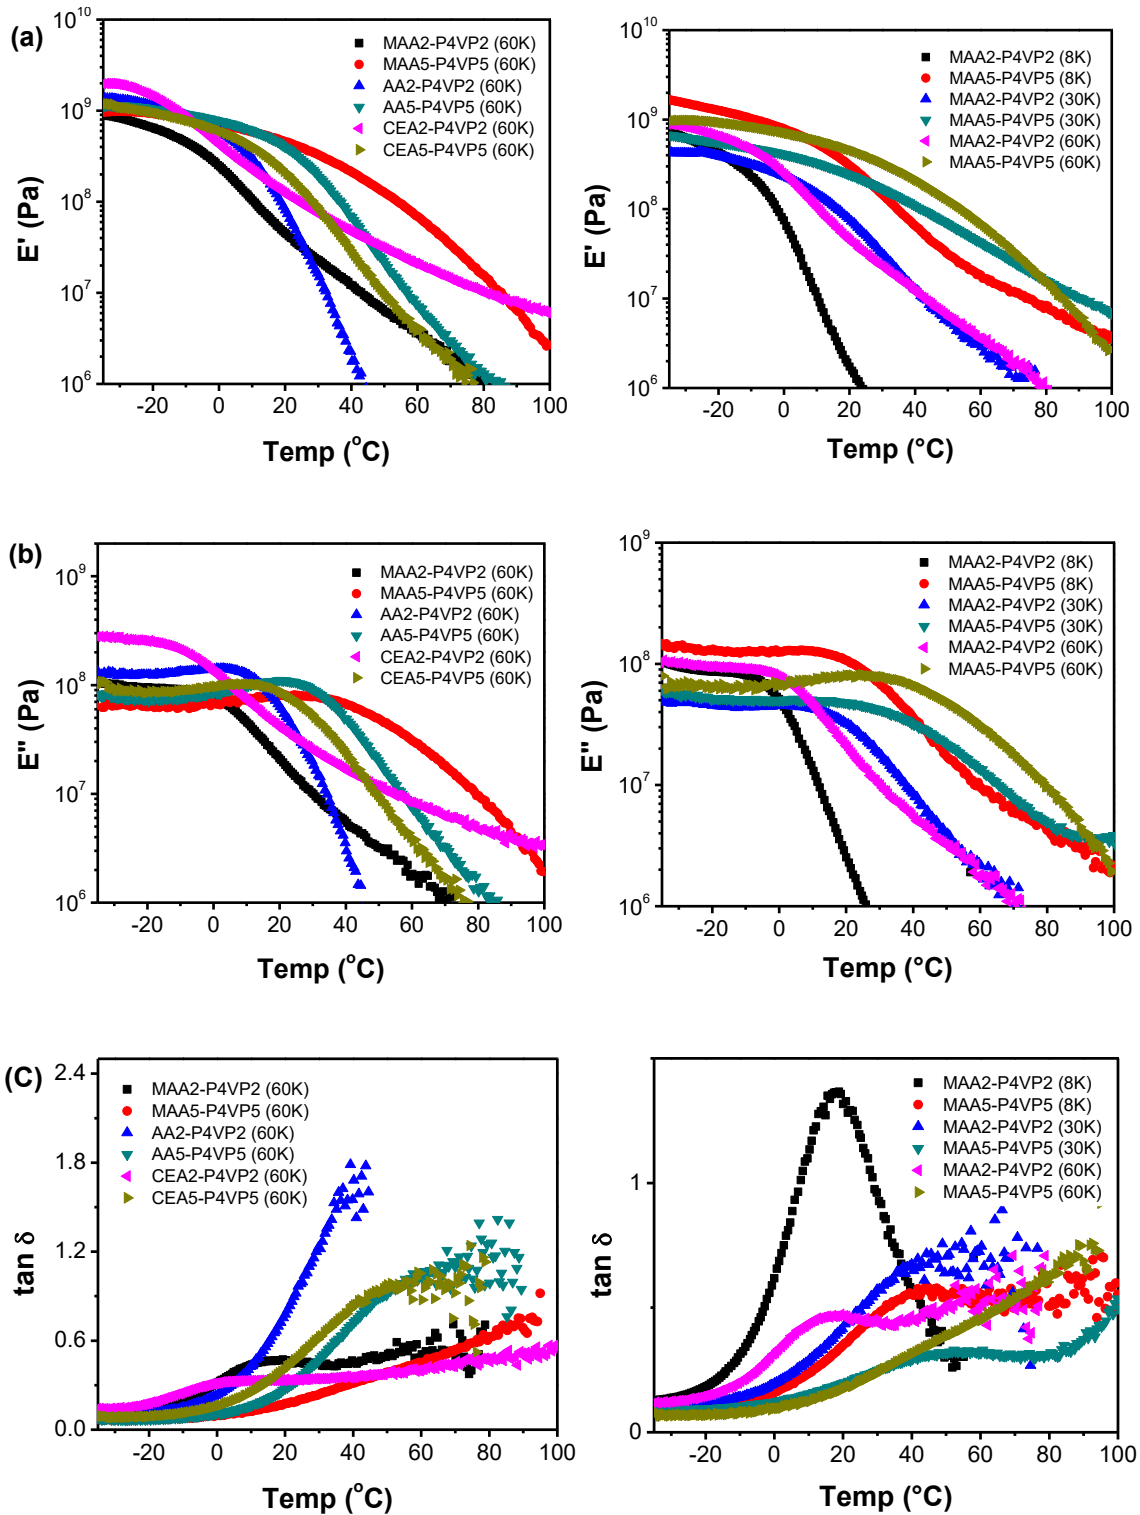 (a)
10^10
10^9
10^8
10^7
10^6
E' (Pa)
MAA2-P4VP2 (60K)
MAA5-P4VP5 (60K)
AA2-P4VP2 (60K)
AA5-P4VP5 (60K)
CEA2-P4VP2 (60K)
CEA5-P4VP5 (60K)
-20 0 20 40 60 80 100
Temp (°C)
10^10
10^9
10^8
10^7
10^6
E' (Pa)
MAA2-P4VP2 (8K)
MAA5-P4VP5 (8K)
MAA2-P4VP2 (30K)
MAA5-P4VP5 (30K)
MAA2-P4VP2 (60K)
MAA5-P4VP5 (60K)
-20 0 20 40 60 80 100
Temp (°C)
(b)
10^9
10^8
10^7
10^6
E'' (Pa)
MAA2-P4VP2 (60K)
MAA5-P4VP5 (60K)
AA2-P4VP2 (60K)
AA5-P4VP5 (60K)
CEA2-P4VP2 (60K)
CEA5-P4VP5 (60K)
-20 0 20 40 60 80 100
Temp (°C)
10^9
10^8
10^7
10^6
E'' (Pa)
MAA2-P4VP2 (8K)
MAA5-P4VP5 (8K)
MAA2-P4VP2 (30K)
MAA5-P4VP5 (30K)
MAA2-P4VP2 (60K)
MAA5-P4VP5 (60K)
-20 0 20 40 60 80 100
Temp (°C)
(C)
2.4
1.8
1.2
0.6
0.0
tan δ
MAA2-P4VP2 (60K)
MAA5-P4VP5 (60K)
AA2-P4VP2 (60K)
AA5-P4VP5 (60K)
CEA2-P4VP2 (60K)
CEA5-P4VP5 (60K)
-20 0 20 40 60 80 100
Temp (°C)
1
0
tan δ
MAA2-P4VP2 (8K)
MAA5-P4VP5 (8K)
MAA2-P4VP2 (30K)
MAA5-P4VP5 (30K)
MAA2-P4VP2 (60K)
MAA5-P4VP5 (60K)
-20 0 20 40 60 80 100
Temp (°C)